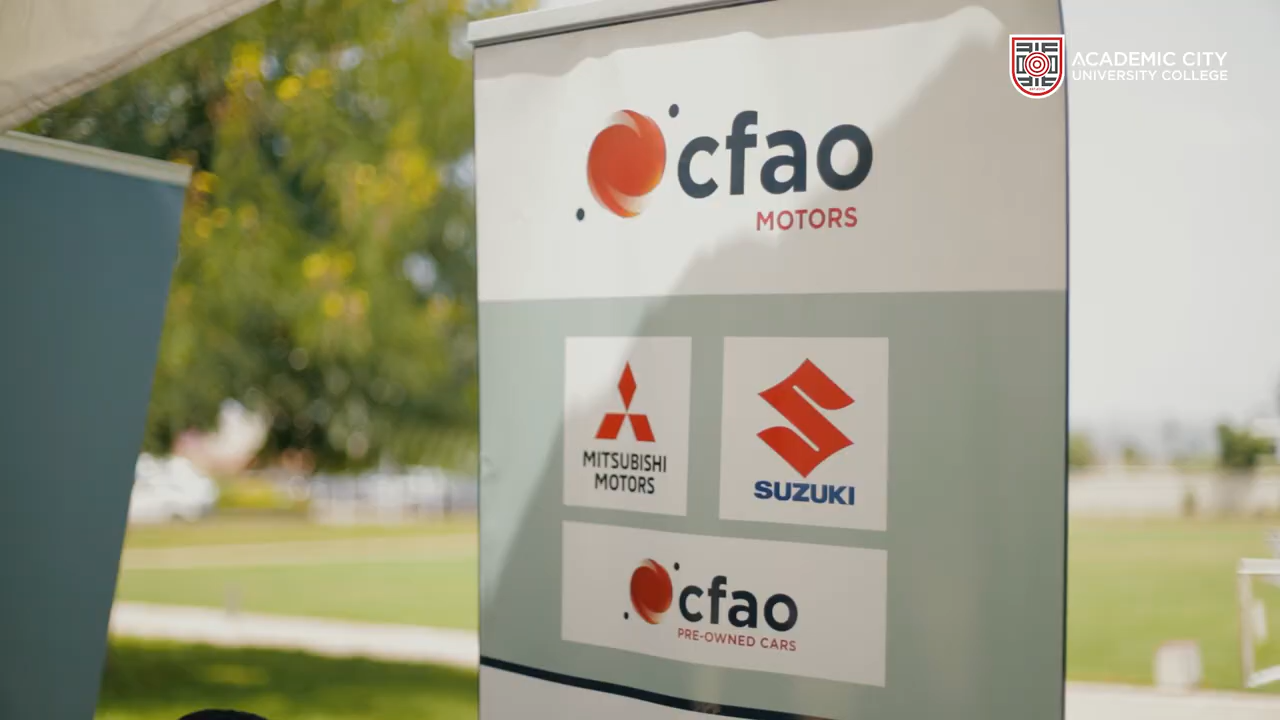 ACADEMIC CITY
UNIVERSITY COLLEGE
cfao
MOTORS
MITSUBISHI
MOTORS
SUZUKI
cfao
PRE-OWNED CARS